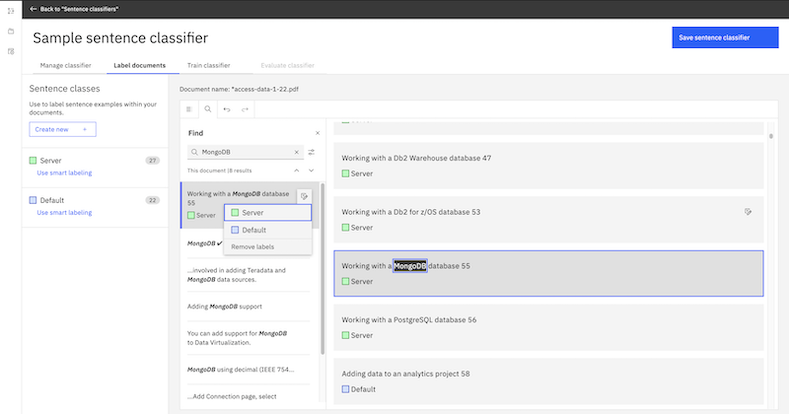 Back to "Sentence classifiers"
Sample sentence classifier
Save sentence classifier
Manage classifier
Label documents
Train classifier
Evaluate classifier
Sentence classes
Use to label sentence examples within your
documents.
Create new +
Server 27
Use smart labeling
Default 22
Use smart labeling
Document name: *access-data-1-22.pdf
Find
MongoDB
This document 18 results
Working with a MongoDB database
55
Server
Server
Default
Remove labels
MongoDB ✔
...involved in adding Teradata and
MongoDB data sources.
Adding MongoDB support
You can add support for MongoDB
to Data Virtualization.
MongoDB using decimal (IEEE 754...
...Add Connection page, select
Working with a Db2 Warehouse database 47
Server
Working with a Db2 for z/OS database 53
Server
Working with a MongoDB database 55
Server
Working with a PostgreSQL database 56
Server
Adding data to an analytics project 58
Default